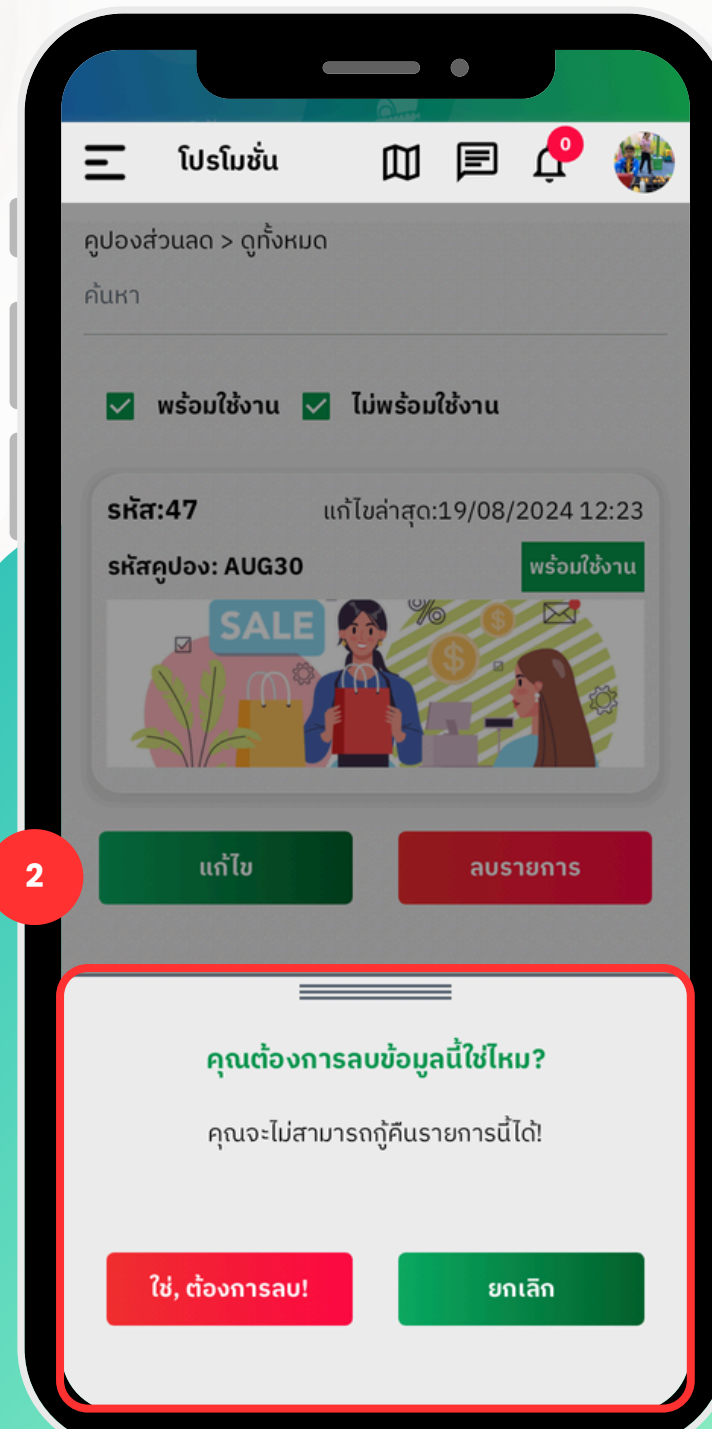 โปรโมชั่น
0
คูปองส่วนลด > ดูทั้งหมด
ค้นหา
พร้อมใช้งาน ไม่พร้อมใช้งาน
รหัส:47 แก้ไขล่าสุด:19/08/2024 12:23
รหัสคูปอง: AUG30 พร้อมใช้งาน
SALE %
$
$
2
แก้ไข ลบรายการ
คุณต้องการลบข้อมูลนี้ใช่ไหม?
คุณจะไม่สามารถกู้คืนรายการนี้ได้!
ใช่, ต้องการลบ! ยกเลิก